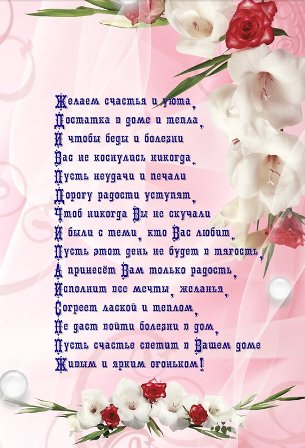 Желаем счастья и уюта,
Достатка в доме и тепла,
И чтобы беды и болезни
Вас не коснулись никогда.
Пусть неудачи и печали
Дорогу радости уступят,
Чтоб никогда Вы не скучали
И были с теми, кто Вас любит.
Пусть этот день не будет в тягость,
А принесёт Вам только радость,
Исполнит все мечты, желанья,
Согреет лаской и теплом,
Не даст войти болезни в дом,
Пусть счастье светит в Вашем доме
Живым и ярким огоньком!